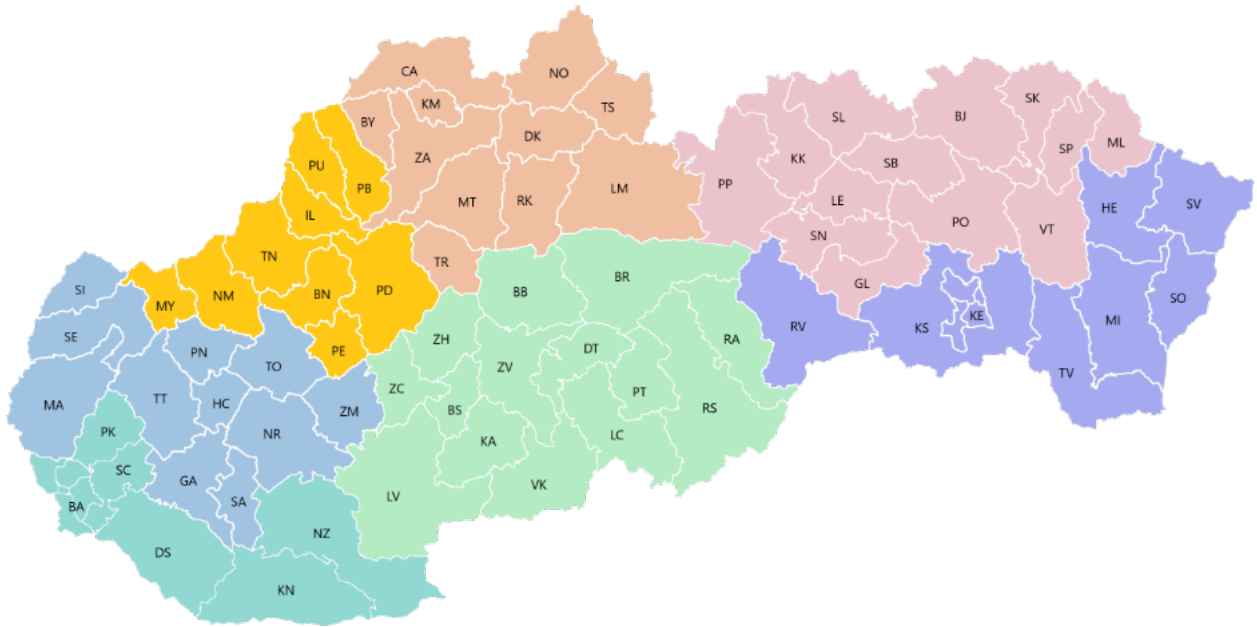 CA
NO
KM
TS
BY
DK
ZA
PU
PB
MT
RK
LM
IL
TN
TR
BN
PD
NM
MY
PE
SL
BJ
SK
SP
ML
KK
SB
PP
LE
PO
SN
VT
GL
HE
SV
SO
MI
KE
KS
RV
TV
SI
SE
PN
TO
MA
TT
HC
ZM
NR
GA
SA
PK
SC
BA
DS
NZ
KN
BB
BR
ZH
DT
RA
ZV
ZC
PT
BS
RS
KA
LC
VK
LV